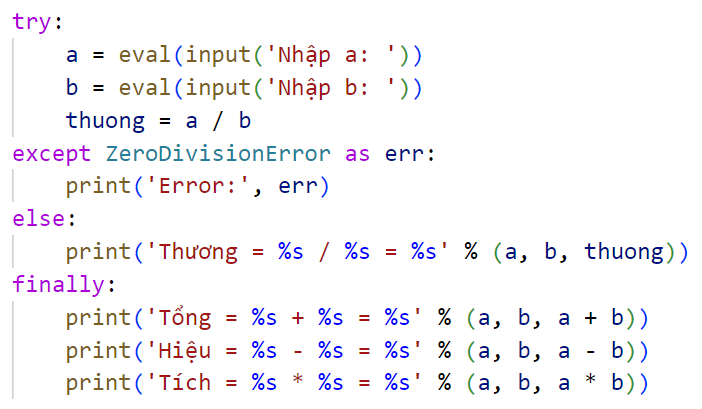 try:
    a = eval(input('Nhập a: '))
    b = eval(input('Nhập b: '))
    thuong = a / b
except ZeroDivisionError as err:
    print('Error:', err)
else:
    print('Thương = %s / %s = %s' % (a, b, thuong))
finally:
    print('Tổng = %s + %s = %s' % (a, b, a + b))
    print('Hiệu = %s - %s = %s' % (a, b, a - b))
    print('Tích = %s * %s = %s' % (a, b, a * b))